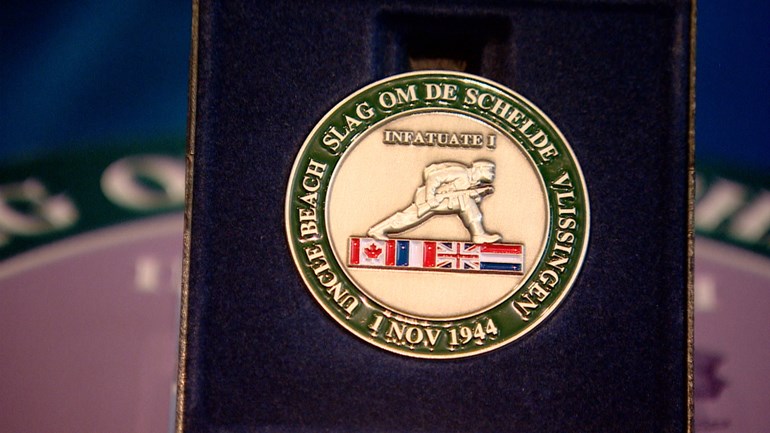 UNCLE BEACH SLAG OM DE SCHELDE VLISSINGEN
INFATUATE I
1 NOV 1944